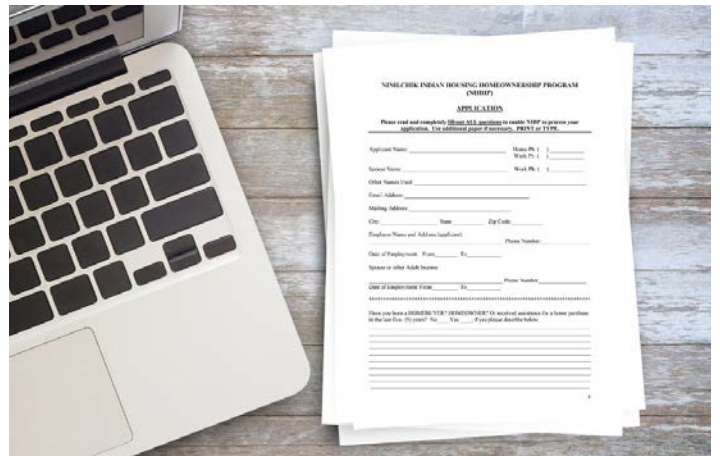 NINILCHIK INDIAN HOUSING HOMEOWNERSHIP PROGRAM
(NIHHP)
APPLICATION
Please read and completely fill out ALL questions to enable NIHP to process your
application. Use additional paper if necessary. PRINT or TYPE.
Applicant Name: Home Ph: ( )
Work Ph: ( )
Spouse Name: Work Ph: ( )
Other Names Used:
Email Address:
Mailing Address:
City: State Zip Code:
Employer Name and Address (applicant)
Phone Number:
Date of Employment: From To
Spouse or other Adult Income:
Phone Number:
Date of Employment: From To
Have you been a HOMEBUYER? HOMEOWNER? Or received assistance for a home purchase
in the last five (5) years? No Yes , if yes please describe below.